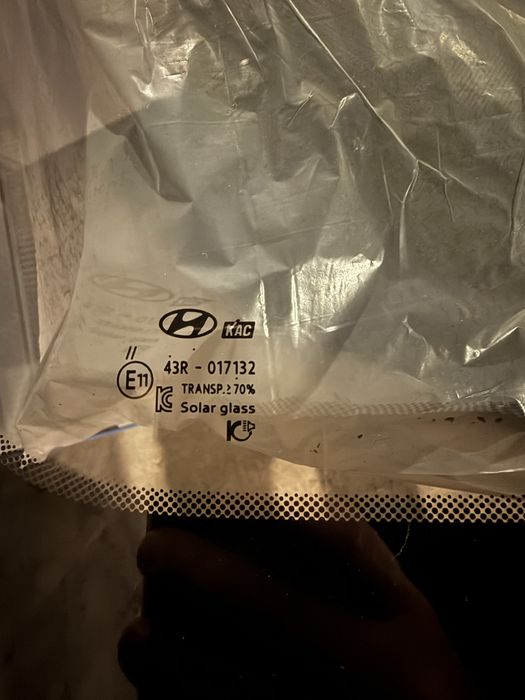 KAC
//
43R - 017132
E11
TRANSP.≥70%
Solar glass